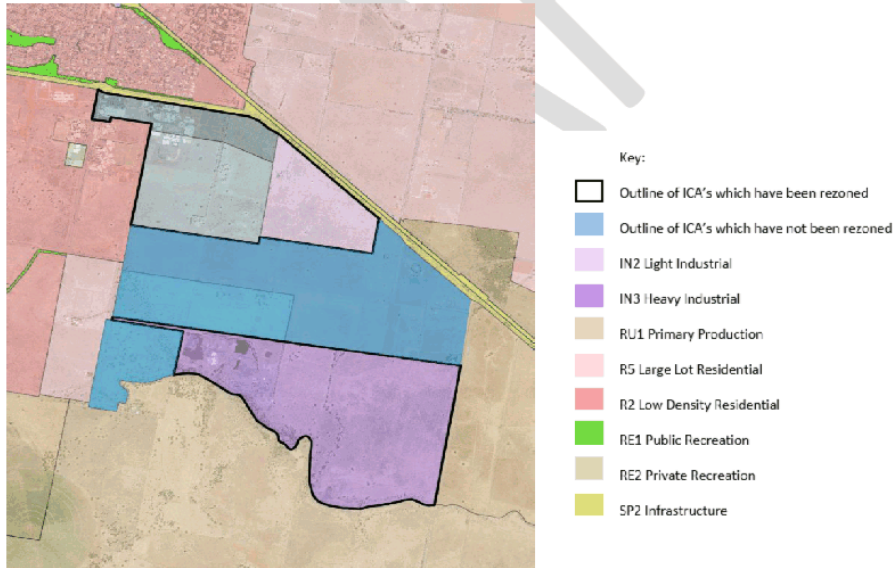 Key:
Outline of ICA's which have been rezoned
Outline of ICA's which have not been rezoned
IN2 Light Industrial
IN3 Heavy Industrial
RU1 Primary Production
R5 Large Lot Residential
R2 Low Density Residential
RE1 Public Recreation
RE2 Private Recreation
SP2 Infrastructure